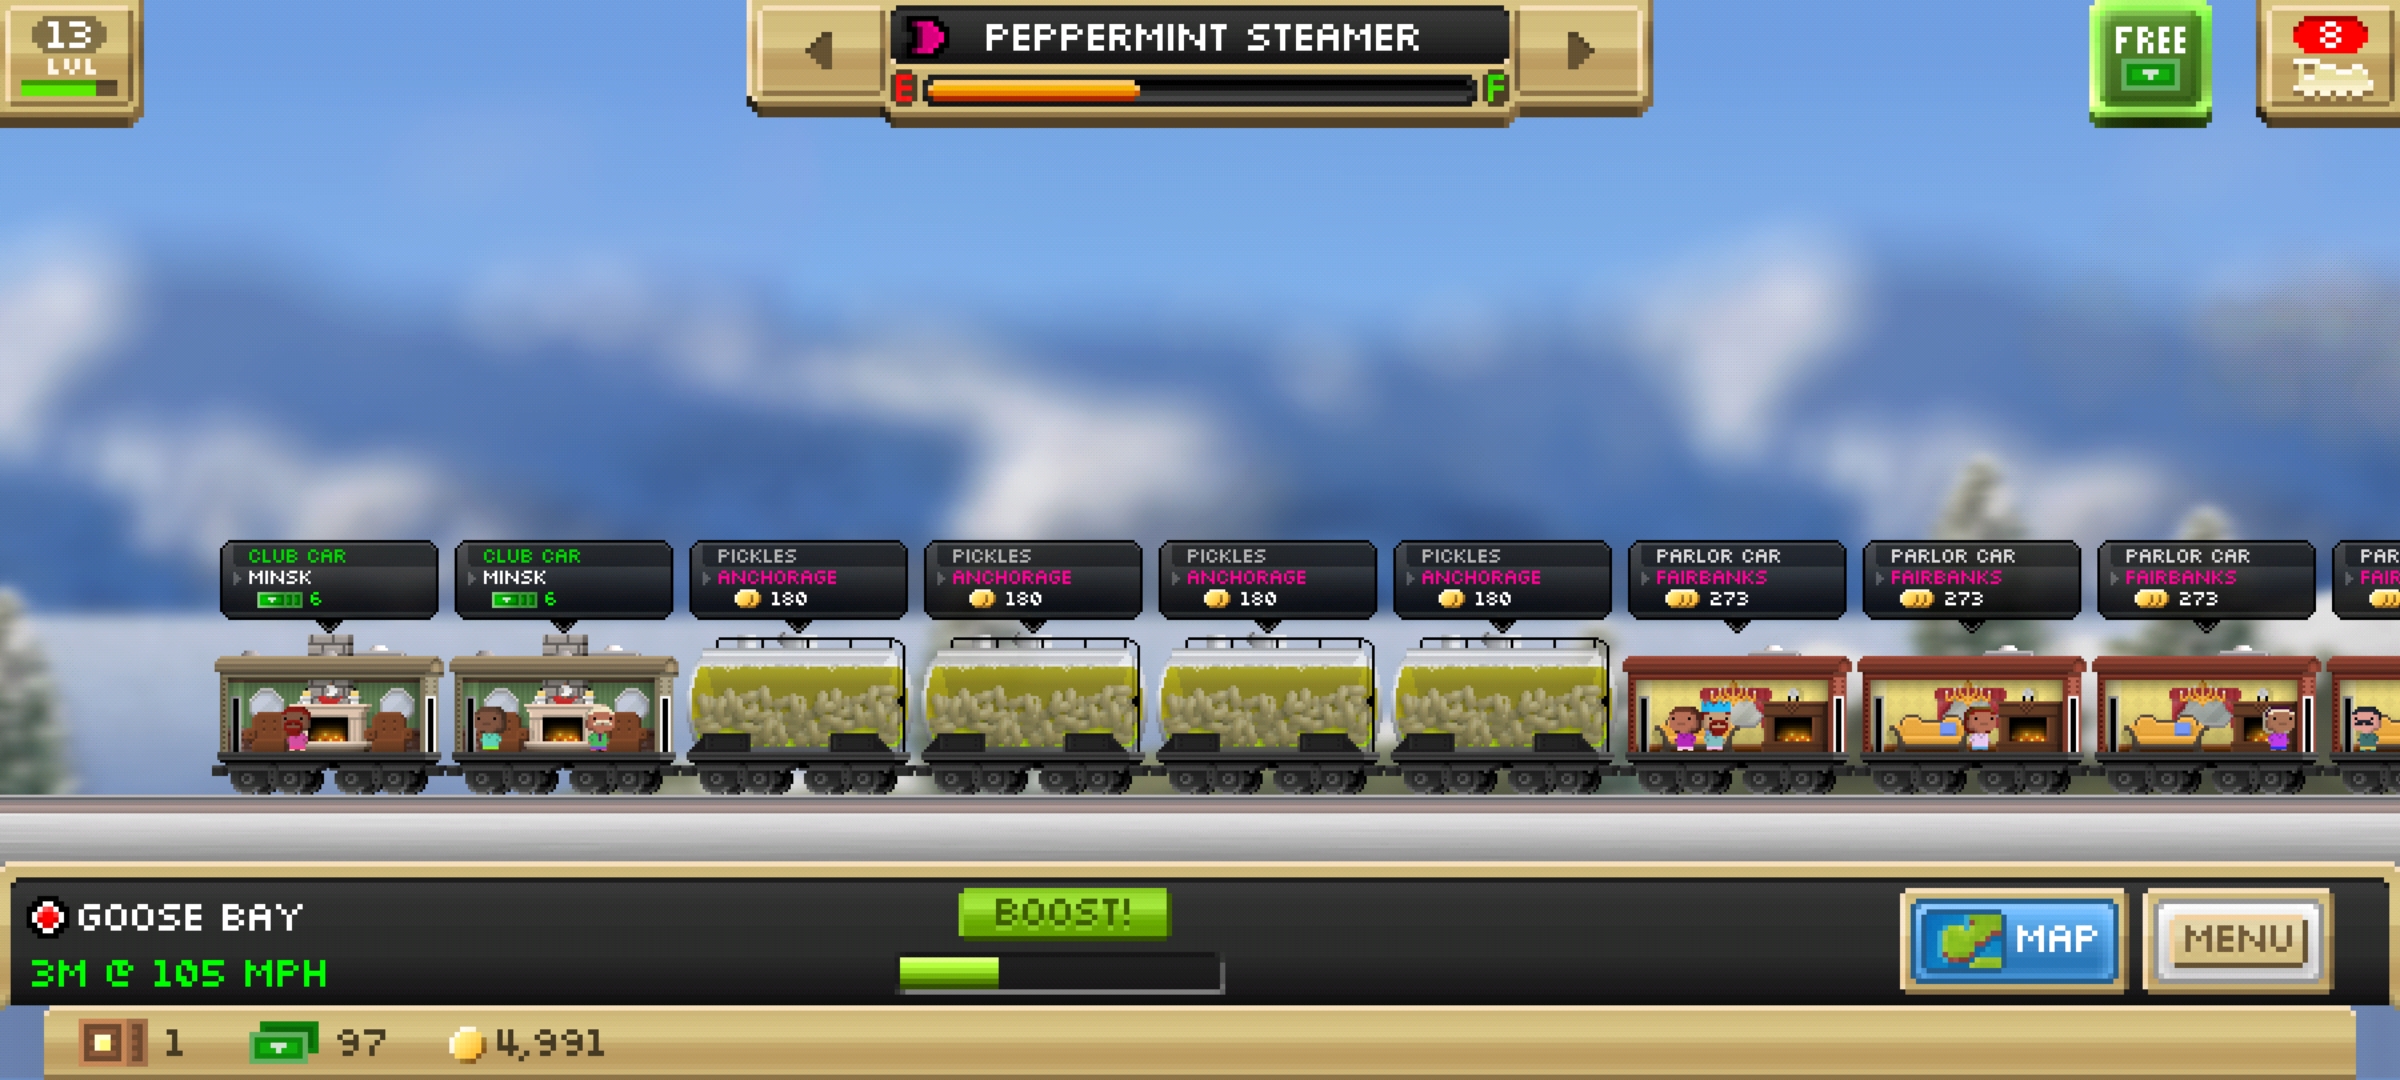 13
LVL
PEPPERMINT STEAMER
E
F
FREE
8
CLUB CAR
MINSK
6
CLUB CAR
MINSK
6
PICKLES
ANCHORAGE
180
PICKLES
ANCHORAGE
180
PICKLES
ANCHORAGE
180
PICKLES
ANCHORAGE
180
PARLOR CAR
FAIRBANKS
273
PARLOR CAR
FAIRBANKS
273
PARLOR CAR
FAIRBANKS
273
PAR
FAIR
GOOSE BAY
3M @ 105 MPH
BOOST!
MAP
MENU
1
97
4,991